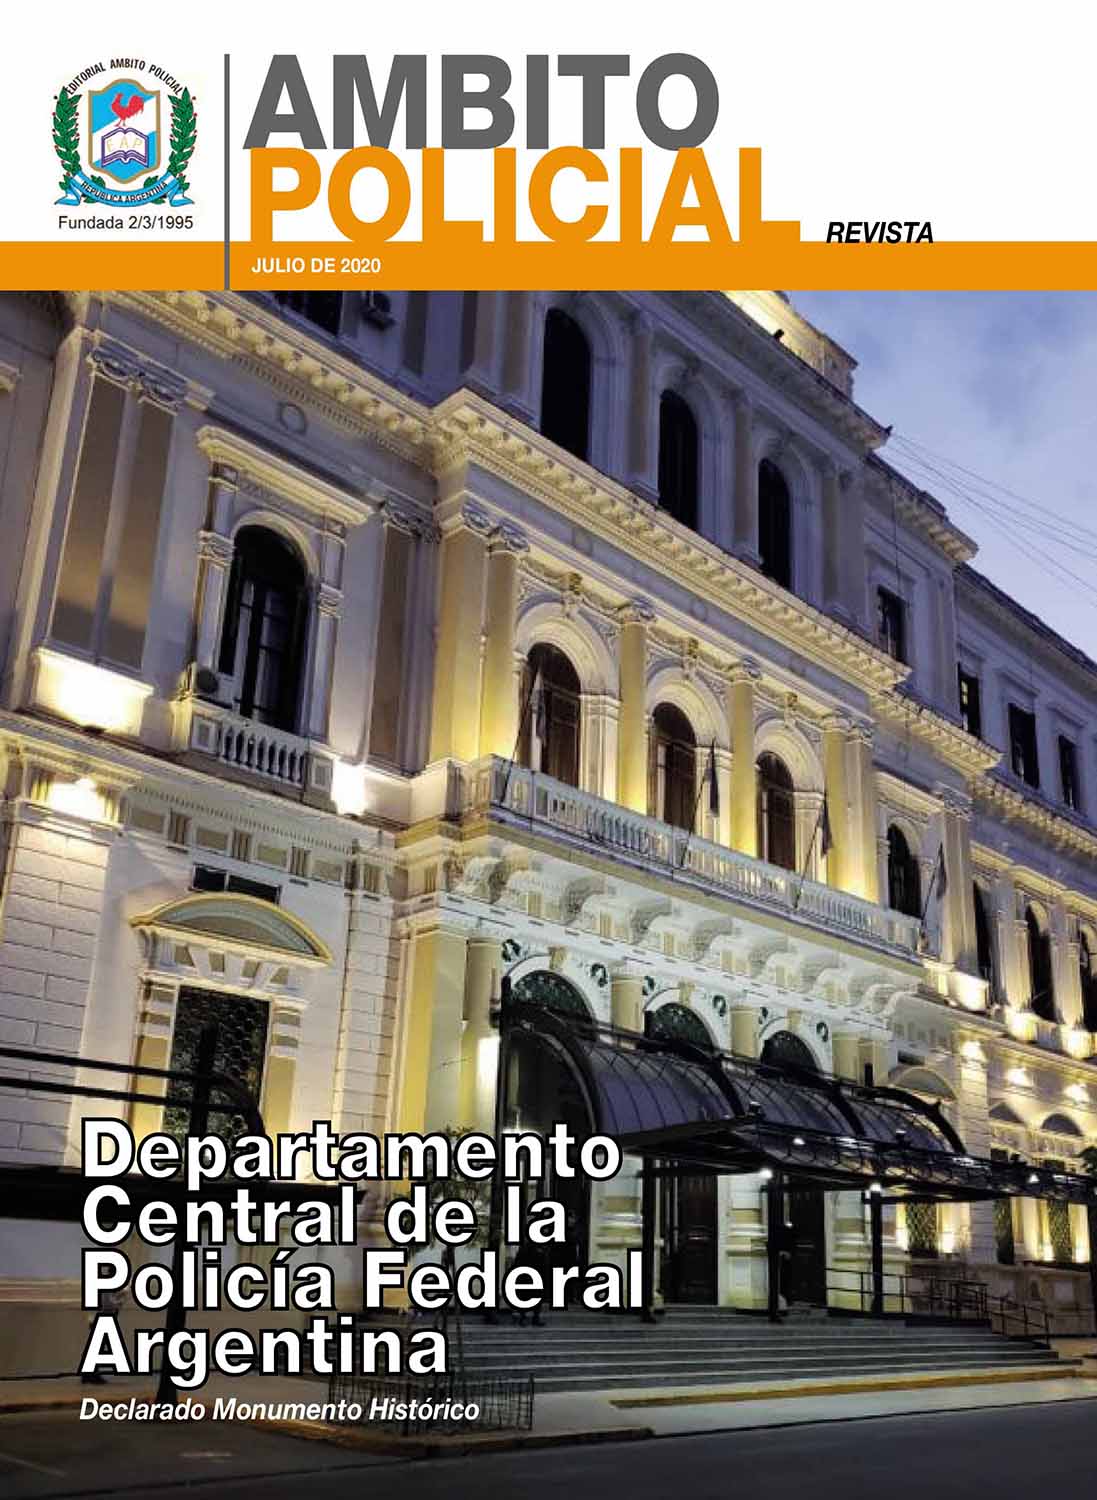 EDITORIAL AMBITO POLICIAL
EAP
REPUBLICA ARGENTINA
Fundada 2/3/1995
AMBITO
POLICIAL
REVISTA
JULIO DE 2020
Departamento
Central de la
Policía Federal
Argentina
Declarado Monumento Histórico